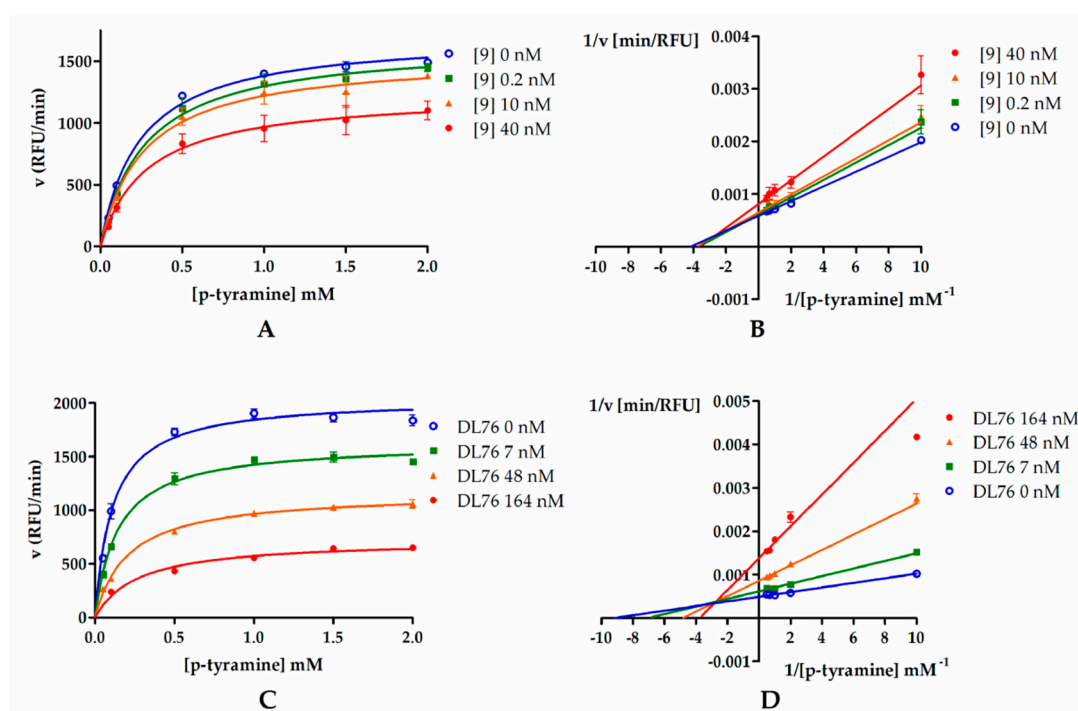 v (RFU/min)
1500
1000
500
0
0.0 0.5 1.0 1.5 2.0
[p-tyramine] mM
[9] 0 nM
[9] 0.2 nM
[9] 10 nM
[9] 40 nM
A
1/v [min/RFU]
0.004
0.003
0.002
0.001
-0.001
-10 -8 -6 -4 -2 2 4 6 8 10
1/[p-tyramine] mM-1
[9] 40 nM
[9] 10 nM
[9] 0.2 nM
[9] 0 nM
B
v (RFU/min)
2000
1500
1000
500
0
0.0 0.5 1.0 1.5 2.0
[p-tyramine] mM
DL76 0 nM
DL76 7 nM
DL76 48 nM
DL76 164 nM
C
1/v [min/RFU]
0.005
0.004
0.003
0.002
0.001
-0.001
-10 -8 -6 -4 -2 2 4 6 8 10
1/[p-tyramine] mM-1
DL76 164 nM
DL76 48 nM
DL76 7 nM
DL76 0 nM
D